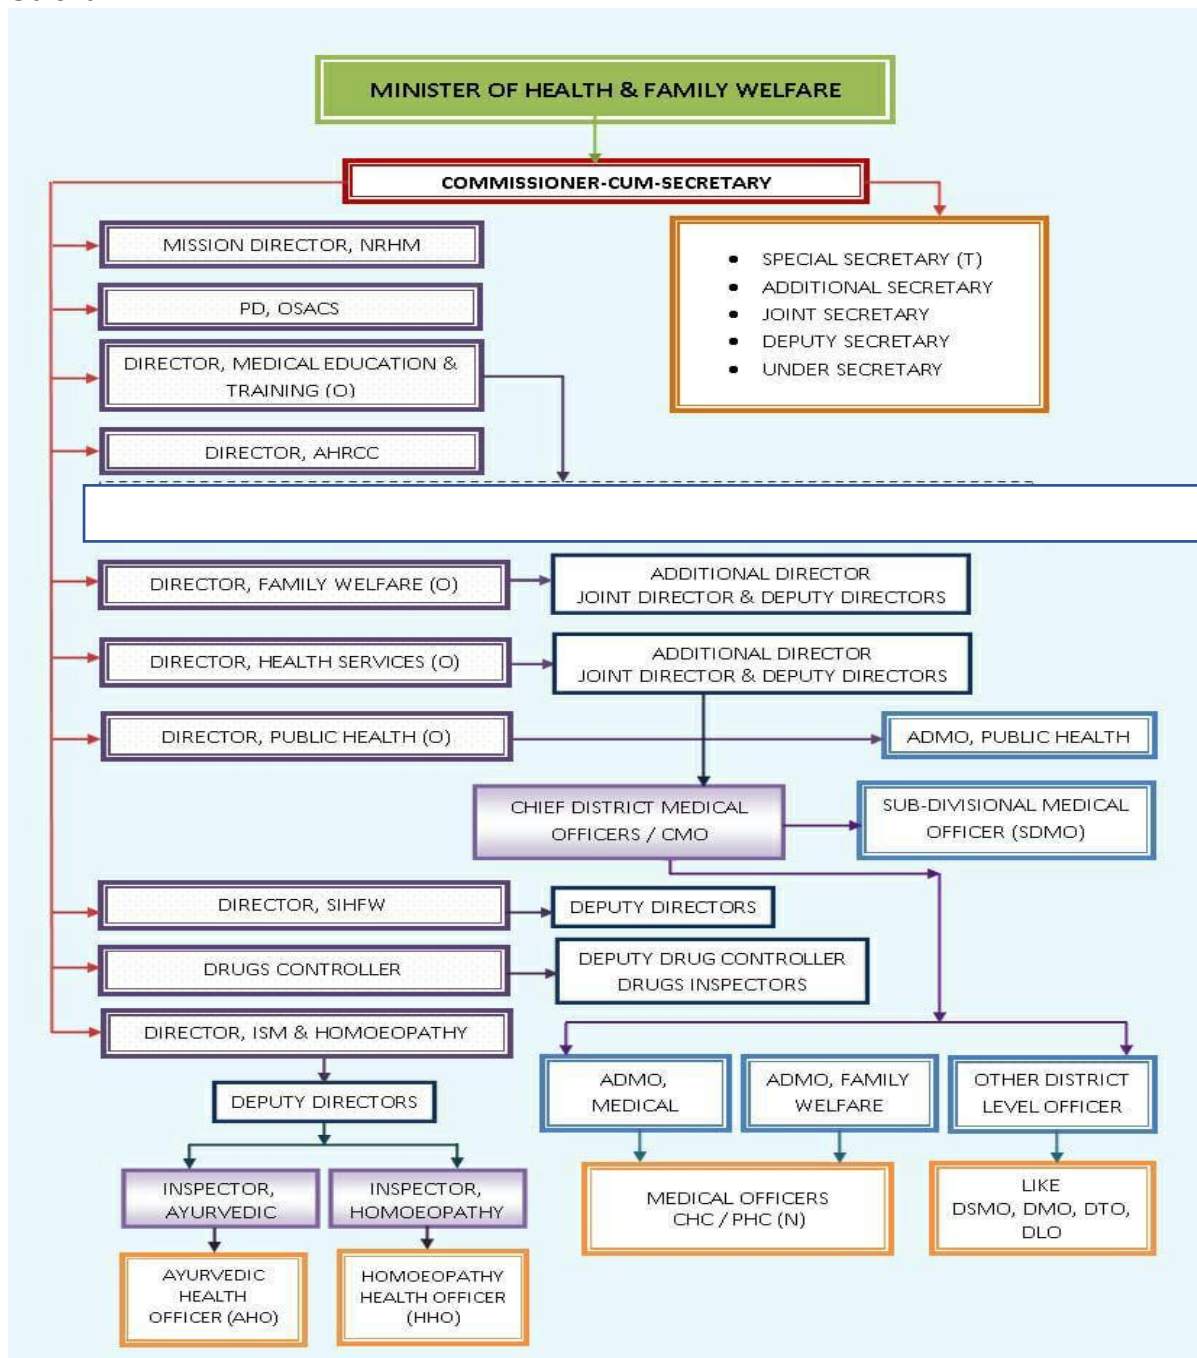 MINISTER OF HEALTH & FAMILY WELFARE
COMMISSIONER-CUM-SECRETARY
MISSION DIRECTOR, NRHM
PD, OSACS
DIRECTOR, MEDICAL EDUCATION &
TRAINING (O)
DIRECTOR, AHRCC
• SPECIAL SECRETARY (T)
• ADDITIONAL SECRETARY
• JOINT SECRETARY
• DEPUTY SECRETARY
• UNDER SECRETARY
DIRECTOR, FAMILY WELFARE (O)
ADDITIONAL DIRECTOR
JOINT DIRECTOR & DEPUTY DIRECTORS
DIRECTOR, HEALTH SERVICES (O)
ADDITIONAL DIRECTOR
JOINT DIRECTOR & DEPUTY DIRECTORS
DIRECTOR, PUBLIC HEALTH (O)
ADMO, PUBLIC HEALTH
CHIEF DISTRICT MEDICAL
OFFICERS / CMO
SUB-DIVISIONAL MEDICAL
OFFICER (SDMO)
DIRECTOR, SIHFW
DEPUTY DIRECTORS
DRUGS CONTROLLER
DEPUTY DRUG CONTROLLER
DRUGS INSPECTORS
DIRECTOR, ISM & HOMOEOPATHY
DEPUTY DIRECTORS
INSPECTOR,
AYURVEDIC
INSPECTOR,
HOMOEOPATHY
AYURVEDIC
HEALTH
OFFICER (AHO)
HOMOEOPATHY
HEALTH OFFICER
(HHO)
ADMO,
MEDICAL
ADMO, FAMILY
WELFARE
OTHER DISTRICT
LEVEL OFFICER
MEDICAL OFFICERS
CHC / PHC (N)
LIKE
DSMO, DMO, DTO,
DLO